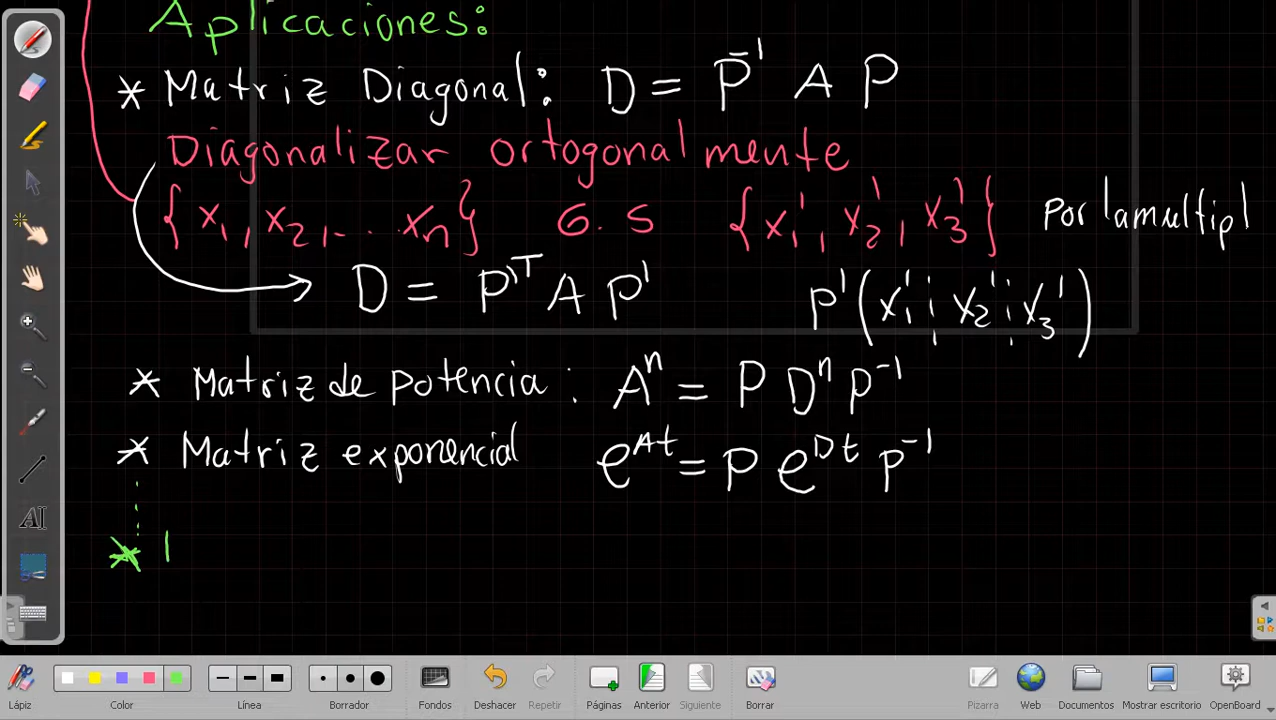 Aplicaciones:
* Matriz Diagonal: D = P⁻¹ A P
Diagonalizar ortogonalmente
{x₁, x₂, ... xₙ} G. S {x₁', x₂', x₃'} Por la multipl
D = P'ᵀ A P' P'(x₁' ¦ x₂' ¦ x₃')
* Matriz de potencia: Aⁿ = P Dⁿ P⁻¹
* Matriz exponencial e^{At} = P e^{Dt} P⁻¹
*
Lápiz Color Línea Borrador Fondos Deshacer Repetir Páginas Anterior Siguiente Borrar Pizarra Web Documentos Mostrar escritorio OpenBoard